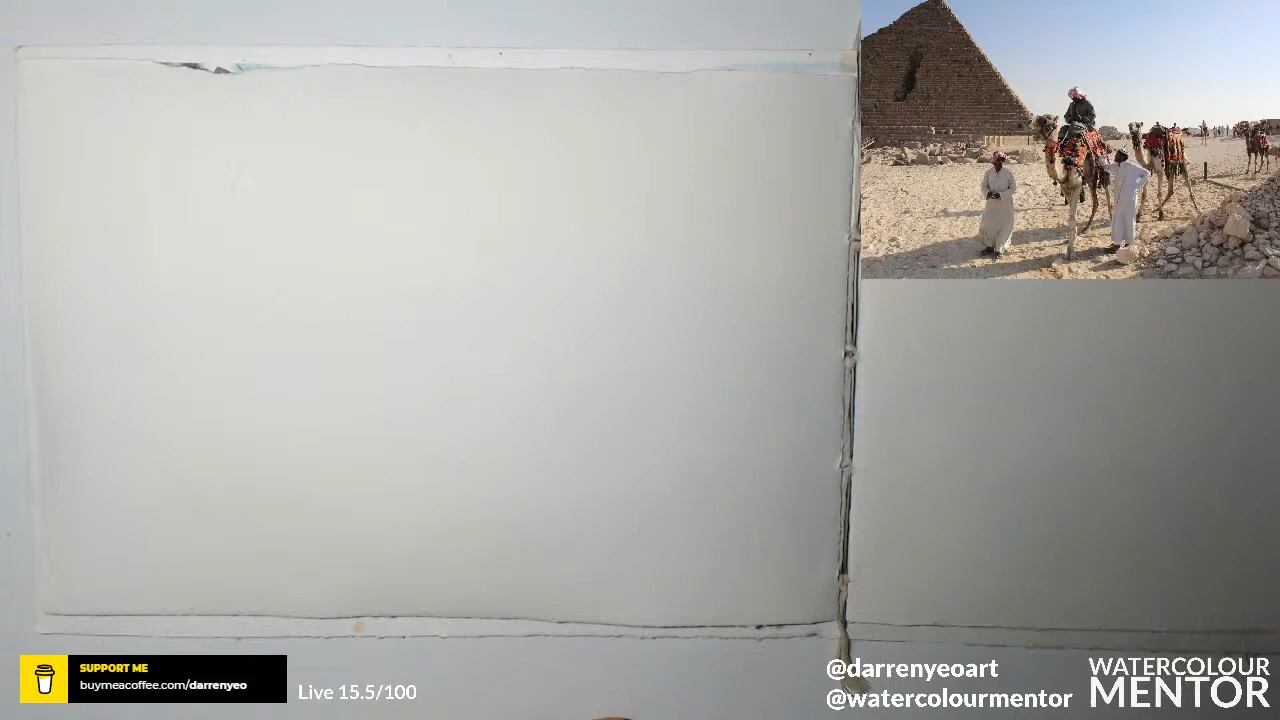 SUPPORT ME
buymeacoffee.com/darrenyeo
Live 15.5/100
@darrenyeoart
@watercolourmentor
WATERCOLOUR
MENTOR